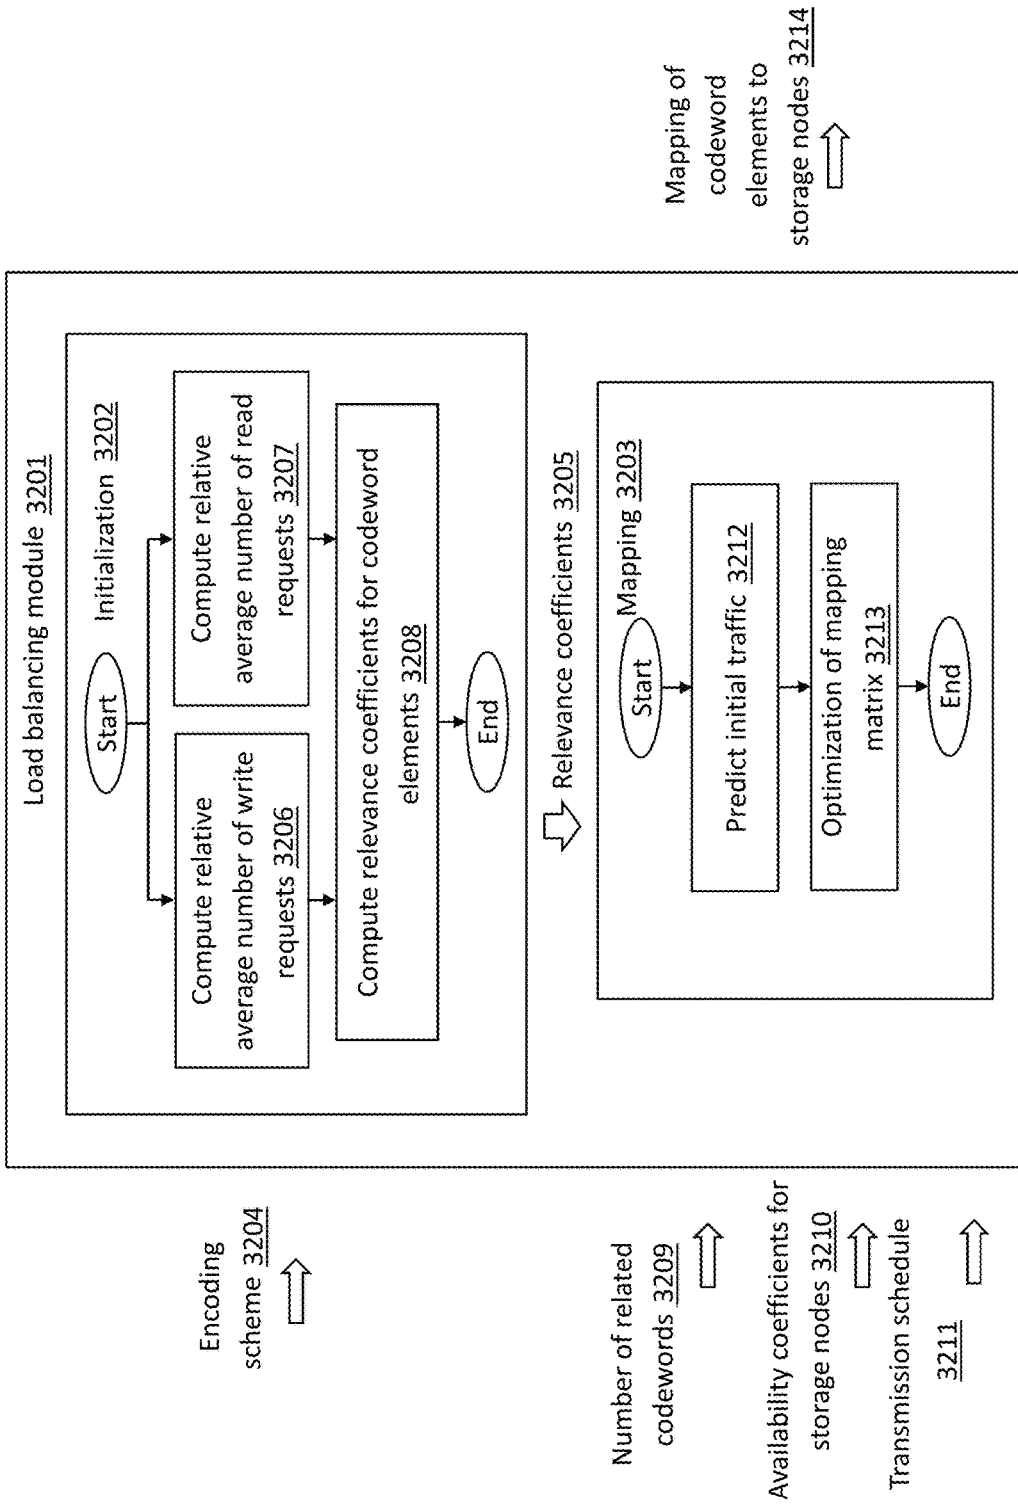 Load balancing module 3201
Initialization 3202
Start
Compute relative
average number of write
requests 3206
Compute relative
average number of read
requests 3207
Compute relevance coefficients for codeword
elements 3208
End
Encoding
scheme 3204
Relevance coefficients 3205
Mapping 3203
Start
Predict initial traffic 3212
Optimization of mapping
matrix 3213
End
Number of related
codewords 3209
Availability coefficients for
storage nodes 3210
Transmission schedule
3211
Mapping of
codeword
elements to
storage nodes 3214